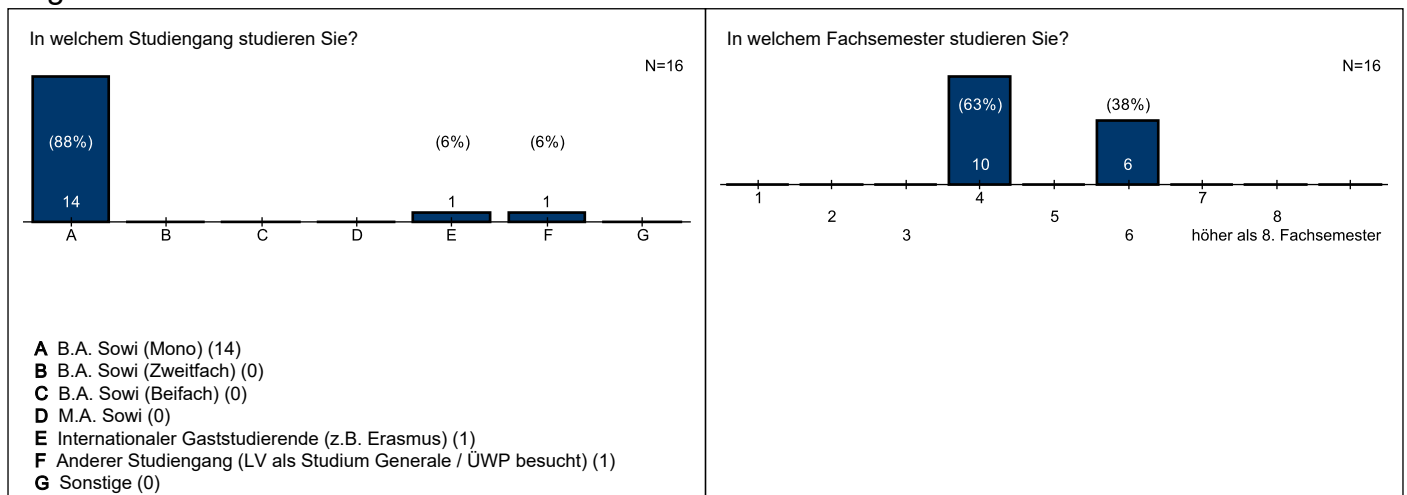 In welchem Studiengang studieren Sie?
N=16
(88%)
(6%)
(6%)
14
1
1
A
B
C
D
E
F
G
A B.A. Sowi (Mono) (14)
B B.A. Sowi (Zweitfach) (0)
C B.A. Sowi (Beifach) (0)
D M.A. Sowi (0)
E Internationaler Gaststudierende (z.B. Erasmus) (1)
F Anderer Studiengang (LV als Studium Generale / ÜWP besucht) (1)
G Sonstige (0)
In welchem Fachsemester studieren Sie?
N=16
(63%)
(38%)
10
6
1
4
7
2
5
8
3
6
höher als 8. Fachsemester